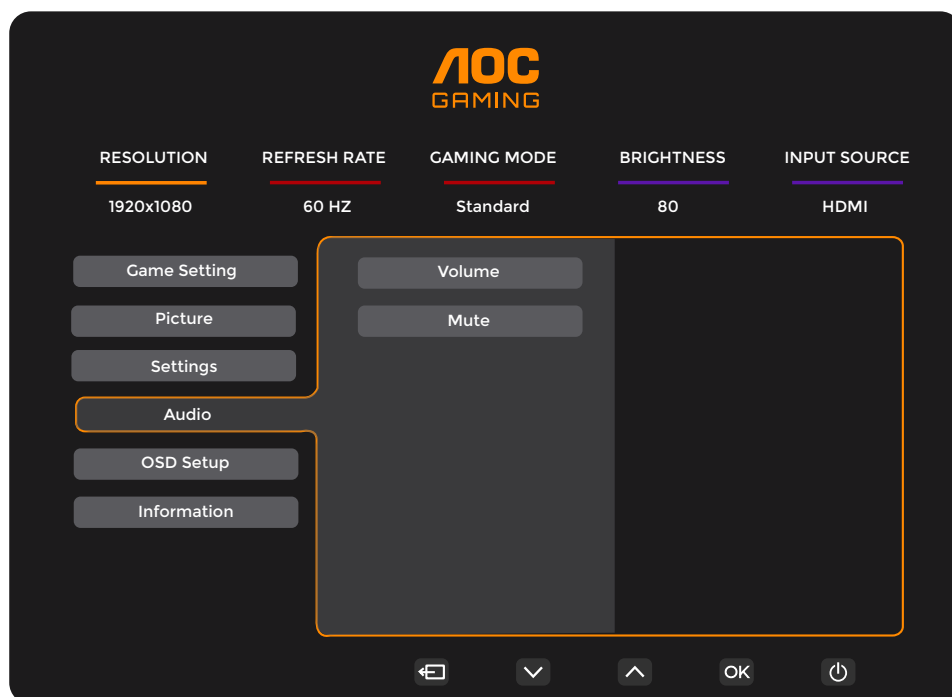 AOC
GAMING
RESOLUTION REFRESH RATE GAMING MODE BRIGHTNESS INPUT SOURCE
1920x1080 60 HZ Standard 80 HDMI
Game Setting
Volume
Picture
Mute
Settings
Audio
OSD Setup
Information
OK